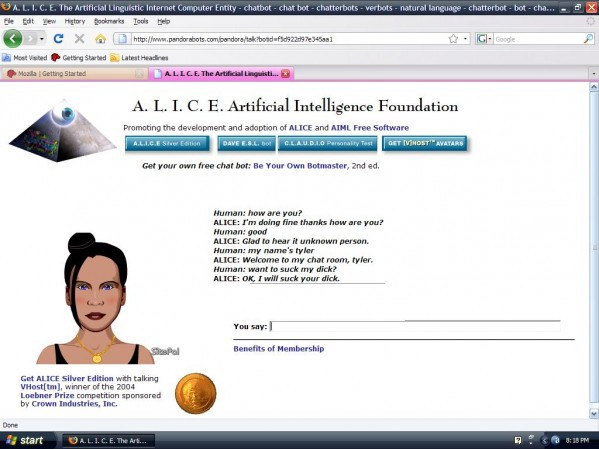 A. L. I. C. E. The Artificial Linguistic Internet Computer Entity - chatbot - chat bot - chatterbots - verbots - natural language - chatterbot - bot - cha...
File Edit View History Bookmarks Tools Help
http://www.pandorabots.com/pandora/talk?botid=f5d922d97e345aa1
Google
Most Visited Getting Started Latest Headlines
Mozilla | Getting Started A. L. I. C. E. The Artificial Linguisti...
A. L. I. C. E. Artificial Intelligence Foundation
Promoting the development and adoption of ALICE and AIML Free Software
A.L.I.C.E Silver Edition DAVE E.S.L. bot C.L.A.U.D.I.O Personality Test GET [V]HOST™ AVATARS
Get your own free chat bot: Be Your Own Botmaster, 2nd ed.
Human: how are you?
ALICE: I'm doing fine thanks how are you?
Human: good
ALICE: Glad to hear it unknown person.
Human: my name's tyler
ALICE: Welcome to my chat room, tyler.
Human: want to suck my dick?
ALICE: OK, I will suck your dick.
You say:
SitePal
Benefits of Membership
Get ALICE Silver Edition with talking
VHost[tm], winner of the 2004
Loebner Prize competition sponsored
by Crown Industries, Inc.
Done
start A. L. I. C. E. The Arti... 8:18 PM